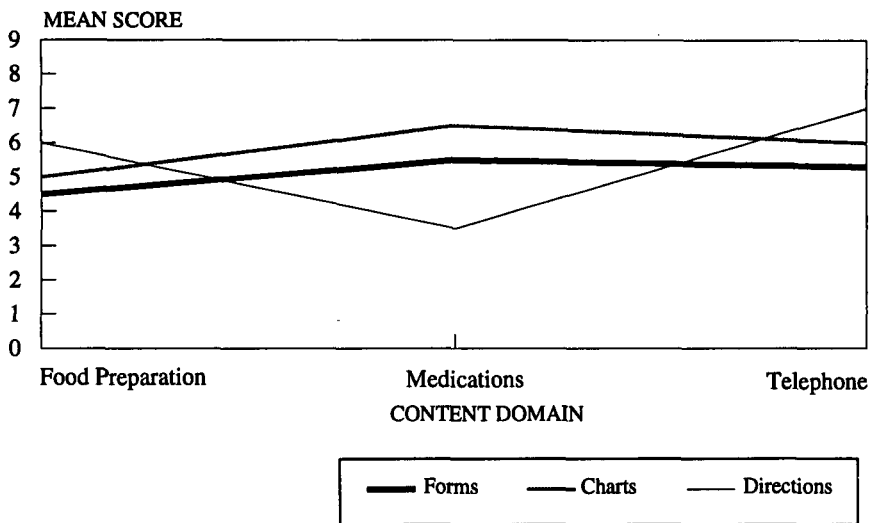 MEAN SCORE
9
8
7
6
5
4
3
2
1
0
Food Preparation Medications Telephone
CONTENT DOMAIN
Forms Charts Directions